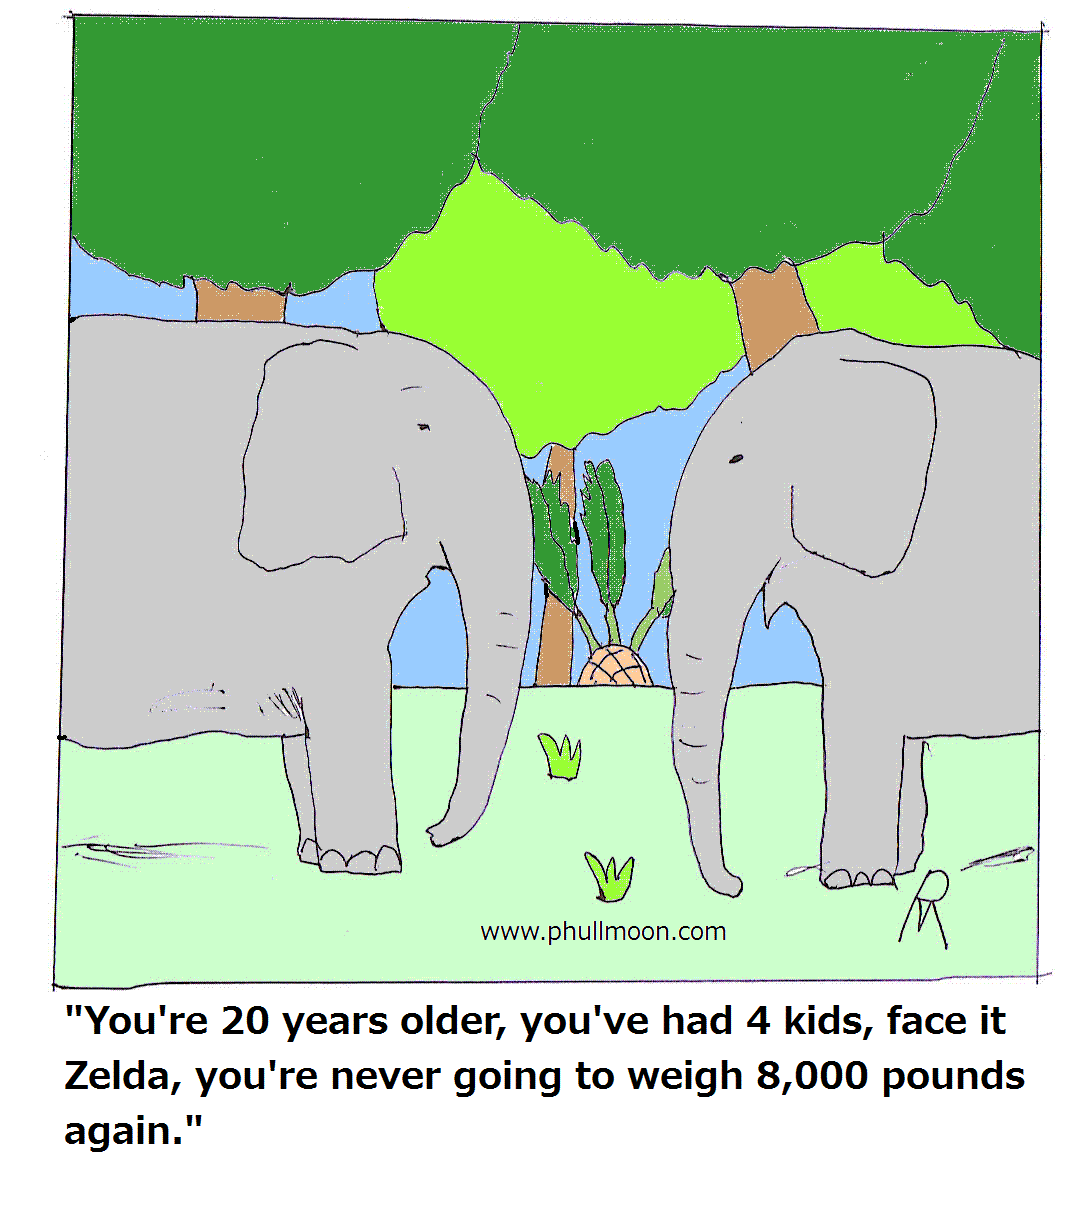 www.phullmoon.com
"You're 20 years older, you've had 4 kids, face it
Zelda, you're never going to weigh 8,000 pounds
again."